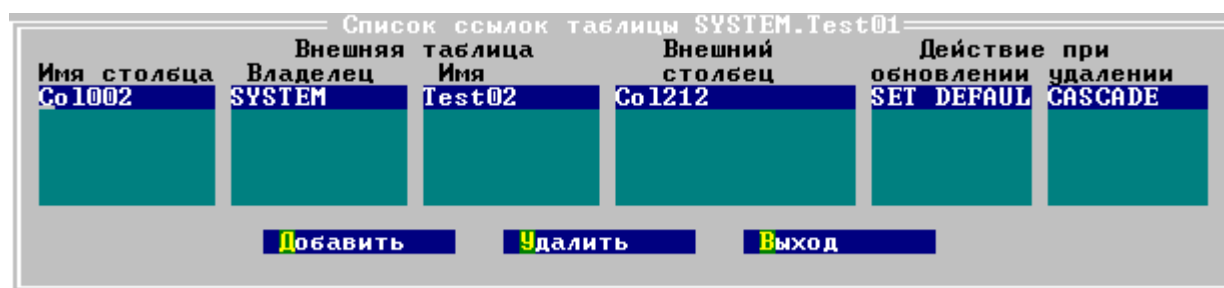 Список ссылок таблицы SYSTEM.Test01
Внешняя таблица Внешний Действие при
Имя столбца Владелец Имя столбец обновлении удалении
Col002 SYSTEM Test02 Col212 SET DEFAUL CASCADE
Добавить Удалить Выход